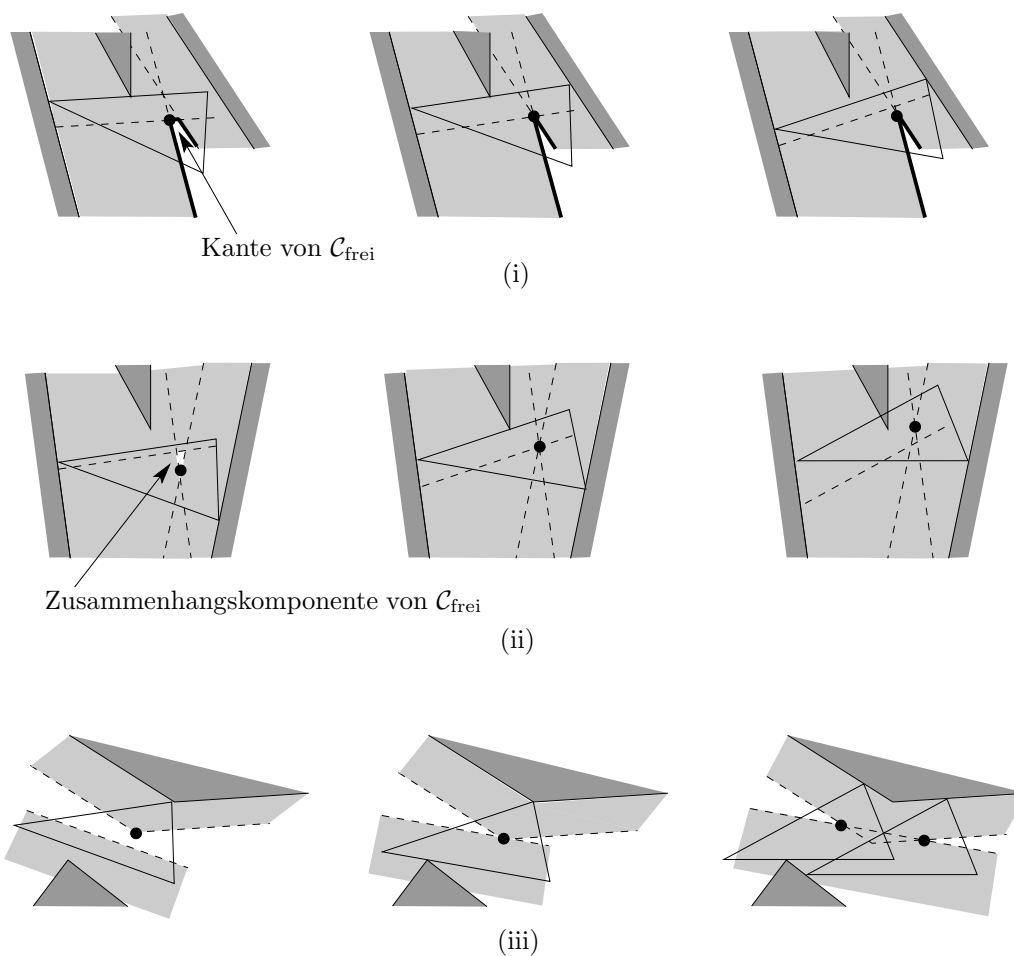 Kante von 𝒞frei
(i)
Zusammenhangskomponente von 𝒞frei
(ii)
(iii)